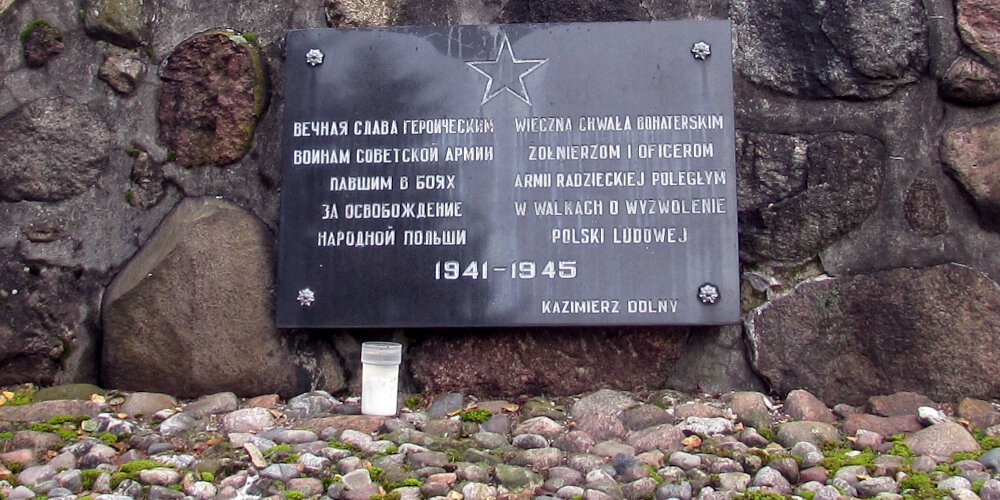 ВЕЧНАЯ СЛАВА ГЕРОИЧЕСКИМ
ВОИНАМ СОВЕТСКОЙ АРМИИ
ПАВШИМ В БОЯХ
ЗА ОСВОБОЖДЕНИЕ
НАРОДНОЙ ПОЛЬШИ
WIECZNA CHWAŁA BOHATERSKIM
ŻOŁNIERZOM I OFICEROM
ARMII RADZIECKIEJ POLEGŁYM
W WALKACH O WYZWOLENIE
POLSKI LUDOWEJ
1941-1945
KAZIMIERZ DOLNY